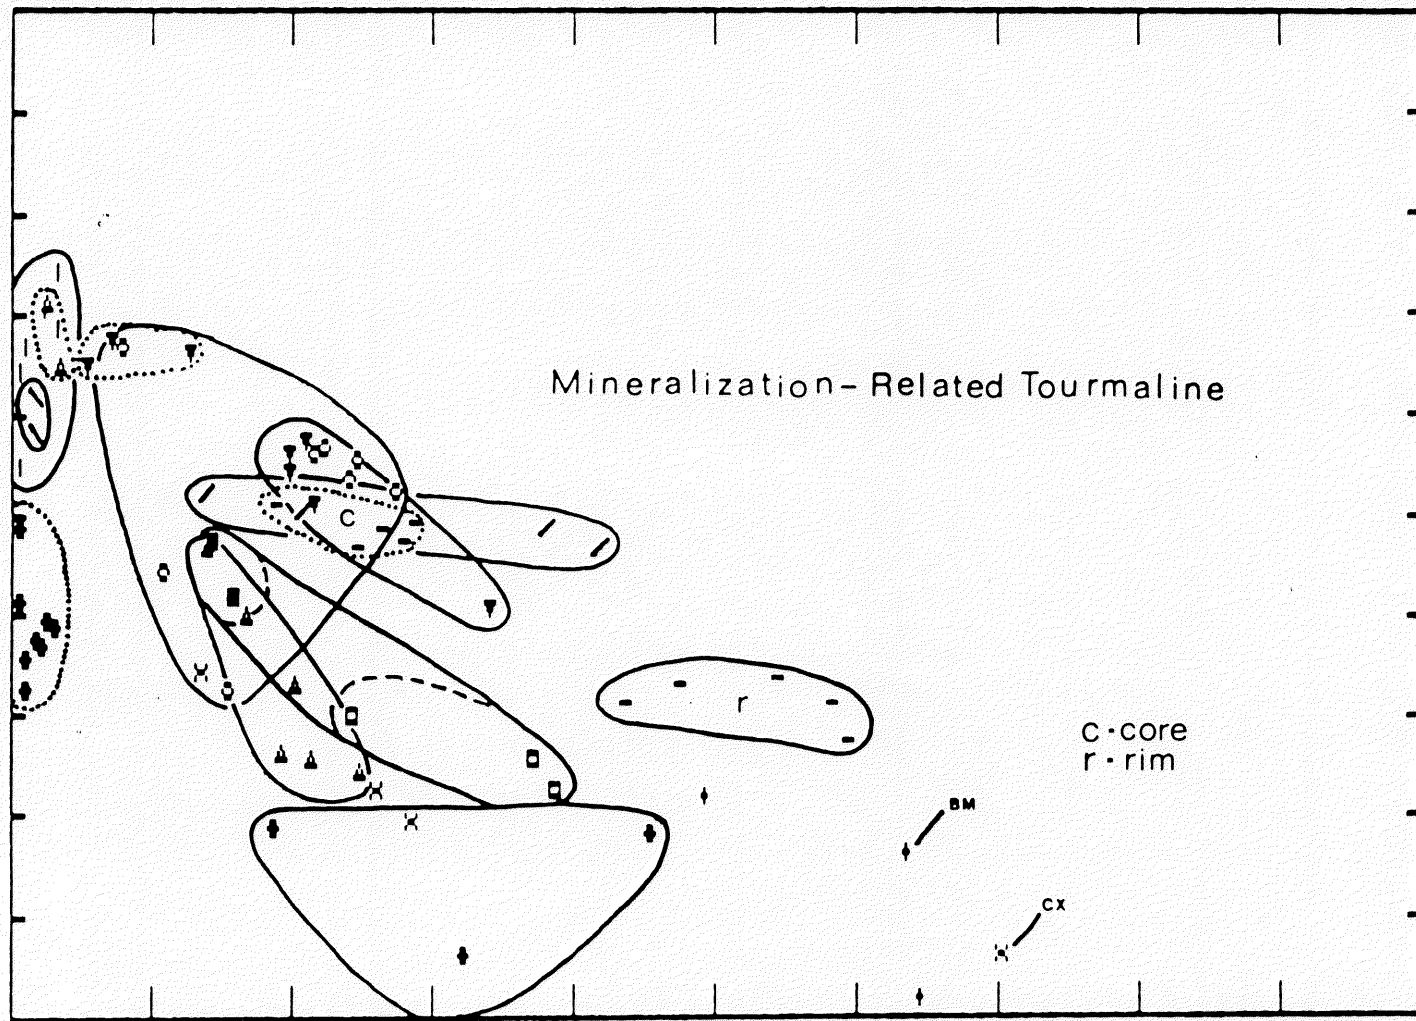 Mineralization-Related Tourmaline
C
r
c-core
r-rim
BM
CX